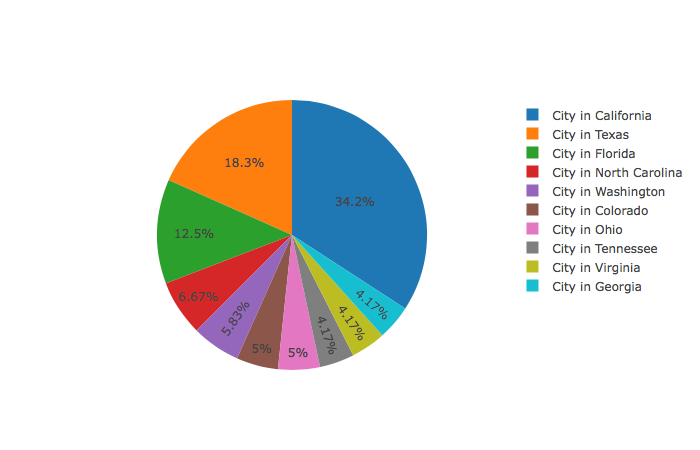 34.2%
18.3%
12.5%
6.67%
5.83%
5%
5%
4.17%
4.17%
4.17%
City in California
City in Texas
City in Florida
City in North Carolina
City in Washington
City in Colorado
City in Ohio
City in Tennessee
City in Virginia
City in Georgia